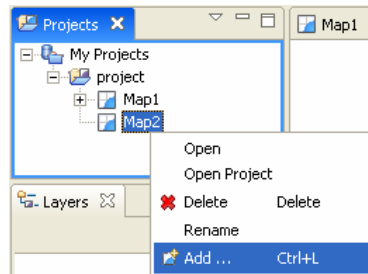 Projects
Map1
My Projects
project
Map1
Map2
Open
Open Project
Layers
Delete Delete
Rename
Add ... Ctrl+L